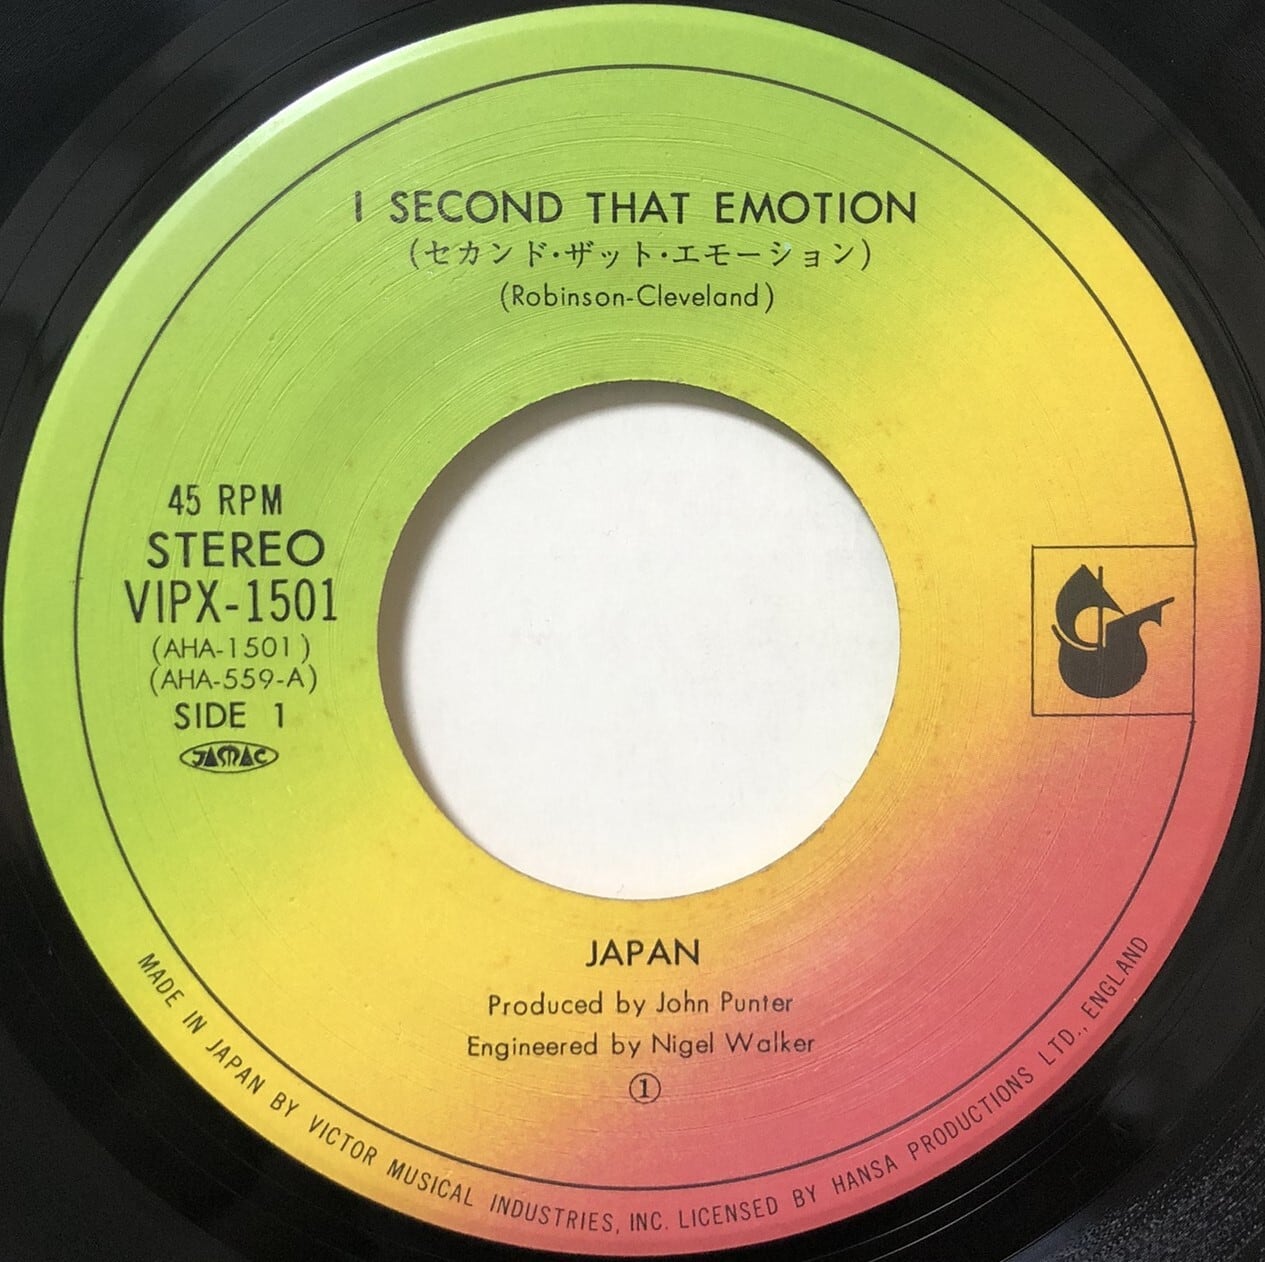 I SECOND THAT EMOTION
(セカンド・ザット・エモーション)
(Robinson-Cleveland)
45 RPM
STEREO
VIPX-1501
(AHA-1501)
(AHA-559-A)
SIDE 1
JASRAC
JAPAN
Produced by John Punter
Engineered by Nigel Walker
①
MADE IN JAPAN BY VICTOR MUSICAL INDUSTRIES, INC. LICENSED BY HANSA PRODUCTIONS LTD., ENGLAND